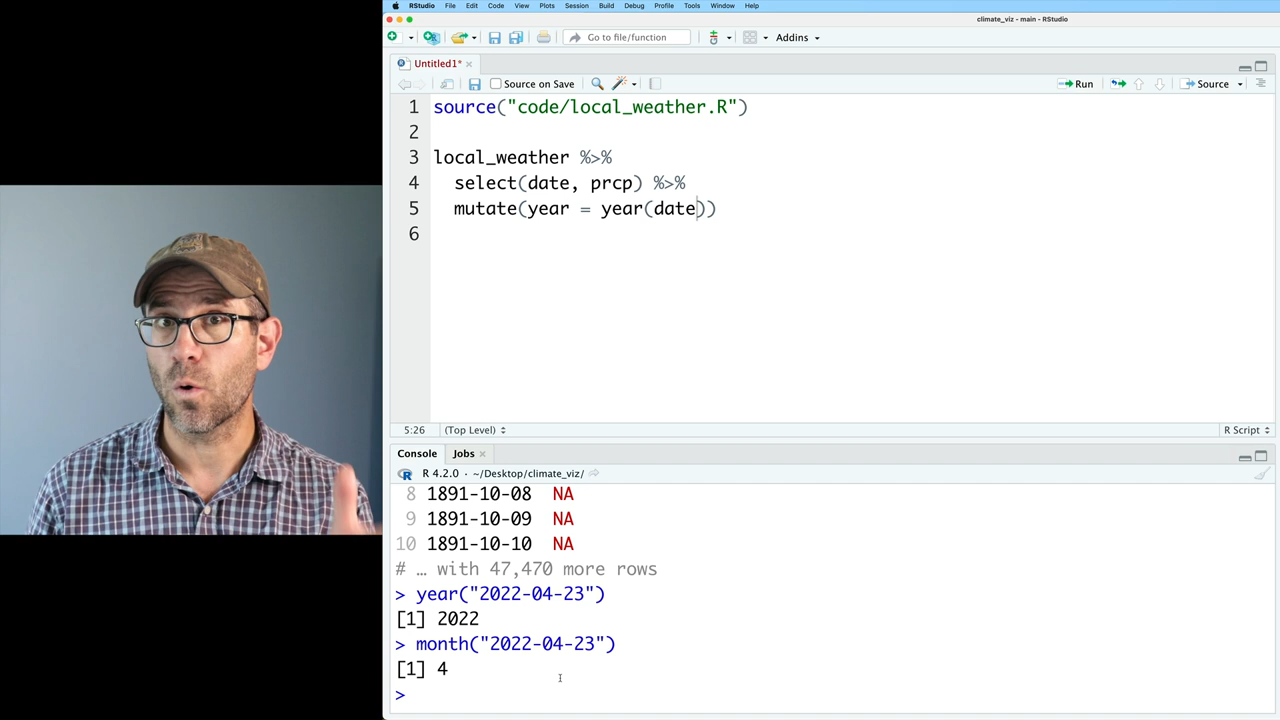 RStudio File Edit Code View Plots Session Build Debug Profile Tools Window Help
climate_viz - main - RStudio
Go to file/function Addins
Untitled1*
Source on Save Run Source
1 source("code/local_weather.R")
2
3 local_weather %>%
4 select(date, prcp) %>%
5 mutate(year = year(date))
6
5:26 (Top Level) R Script
Console Jobs
R 4.2.0 · ~/Desktop/climate_viz/
8 1891-10-08 NA
9 1891-10-09 NA
10 1891-10-10 NA
# … with 47,470 more rows
> year("2022-04-23")
[1] 2022
> month("2022-04-23")
[1] 4
>